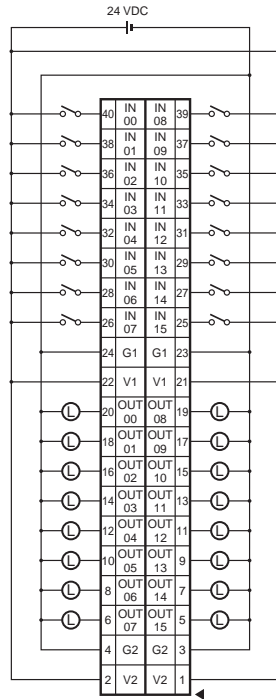 24 VDC
40 IN 00 IN 08 39
38 IN 01 IN 09 37
36 IN 02 IN 10 35
34 IN 03 IN 11 33
32 IN 04 IN 12 31
30 IN 05 IN 13 29
28 IN 06 IN 14 27
26 IN 07 IN 15 25
24 G1 G1 23
22 V1 V1 21
L 20 OUT 00 OUT 08 19 L
L 18 OUT 01 OUT 09 17 L
L 16 OUT 02 OUT 10 15 L
L 14 OUT 03 OUT 11 13 L
L 12 OUT 04 OUT 12 11 L
L 10 OUT 05 OUT 13 9 L
L 8 OUT 06 OUT 14 7 L
L 6 OUT 07 OUT 15 5 L
4 G2 G2 3
2 V2 V2 1